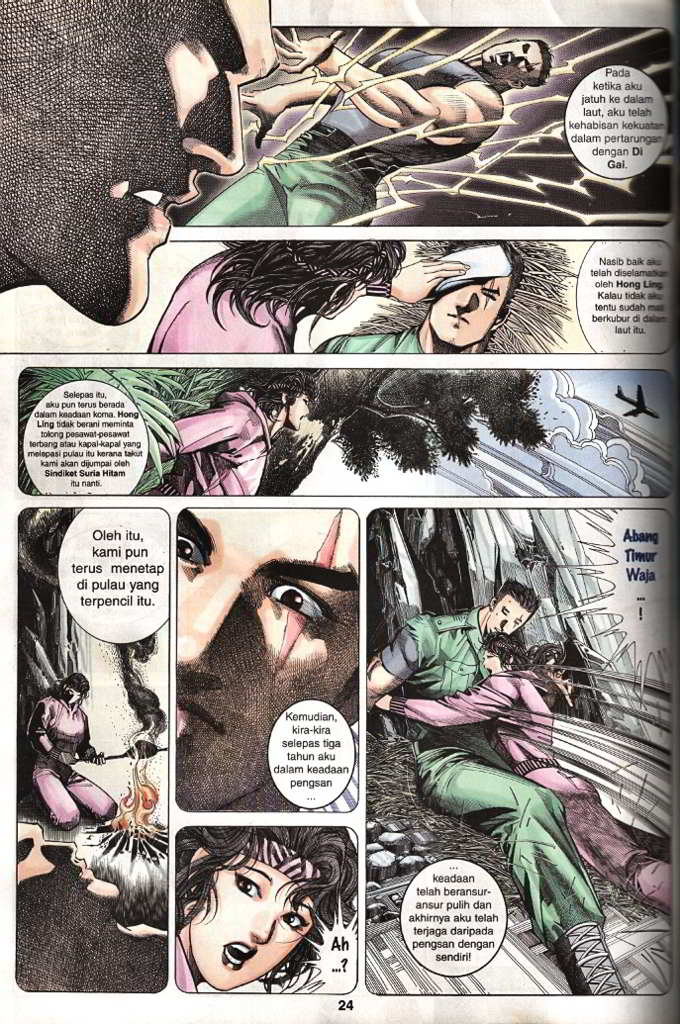 Pada
ketika aku
jatuh ke dalam
laut, aku telah
kehabisan kekuatan
dalam pertarungan
dengan Di
Gai.
Nasib baik aku
telah diselamatkan
oleh Hong Ling.
Kalau tidak aku
tentu sudah mati
berkubur di dalam
laut itu.
Selepas itu,
aku pun terus berada
dalam keadaan koma. Hong
Ling tidak berani meminta
tolong pesawat-pesawat
terbang atau kapal-kapal yang
melepasi pulau itu kerana takut
kami akan dijumpai oleh
Sindiket Suria Hitam
itu nanti.
Oleh itu,
kami pun
terus menetap
di pulau yang
terpencil itu.
Kemudian,
kira-kira
selepas tiga
tahun aku
dalam keadaan
pengsan
...
Ah
...?
Abang
Timur
Waja
...
!
...
keadaan
telah beransur-
ansur pulih dan
akhirnya aku telah
terjaga daripada
pengsan dengan
sendiri!
24